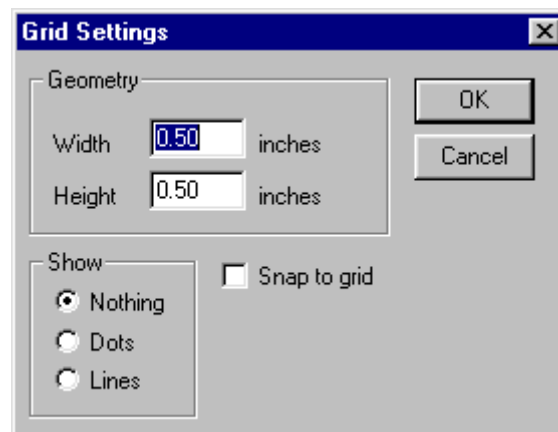 Grid Settings
Geometry
Width 0.50 inches
Height 0.50 inches
OK
Cancel
Show
Nothing
Dots
Lines
Snap to grid